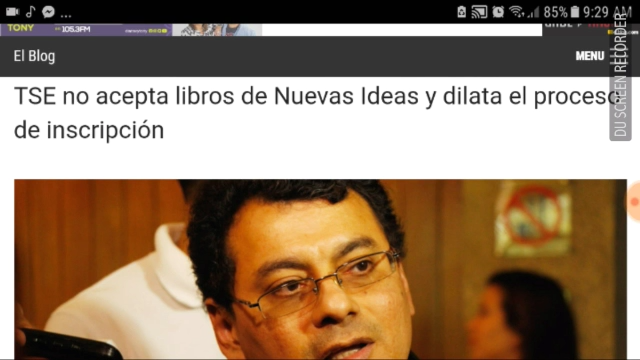 85% 9:29 AM
TONY 105.3FM
El Blog MENU
TSE no acepta libros de Nuevas Ideas y dilata el proceso
de inscripción
DU SCREEN RECORDER